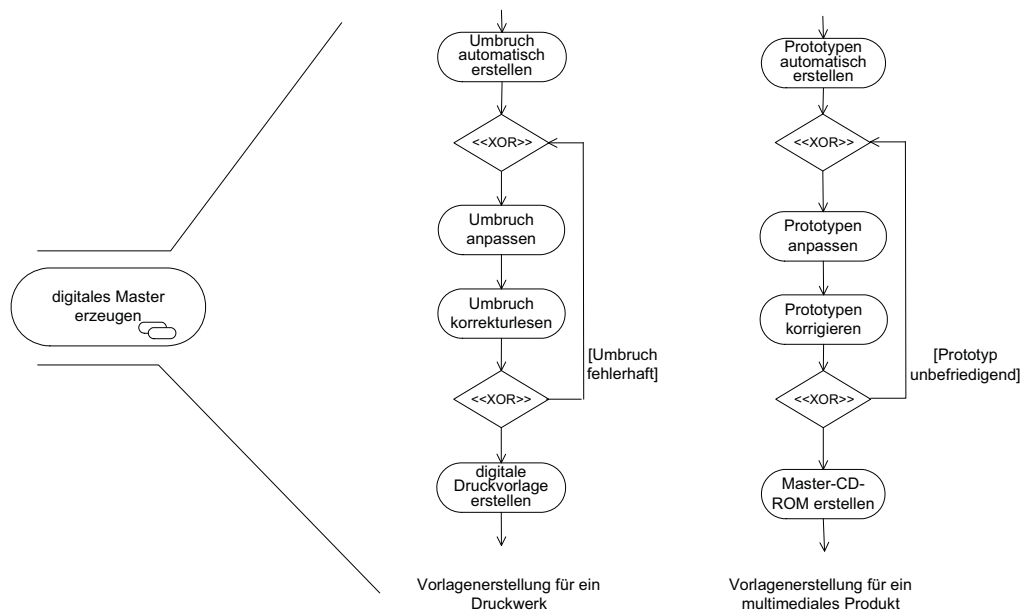 digitales Master
erzeugen
Umbruch
automatisch
erstellen
<<XOR>>
Umbruch
anpassen
Umbruch
korrekturlesen
[Umbruch
fehlerhaft]
<<XOR>>
digitale
Druckvorlage
erstellen
Vorlagenerstellung für ein
Druckwerk
Prototypen
automatisch
erstellen
<<XOR>>
Prototypen
anpassen
Prototypen
korrigieren
[Prototyp
unbefriedigend]
<<XOR>>
Master-CD-
ROM erstellen
Vorlagenerstellung für ein
multimediales Produkt